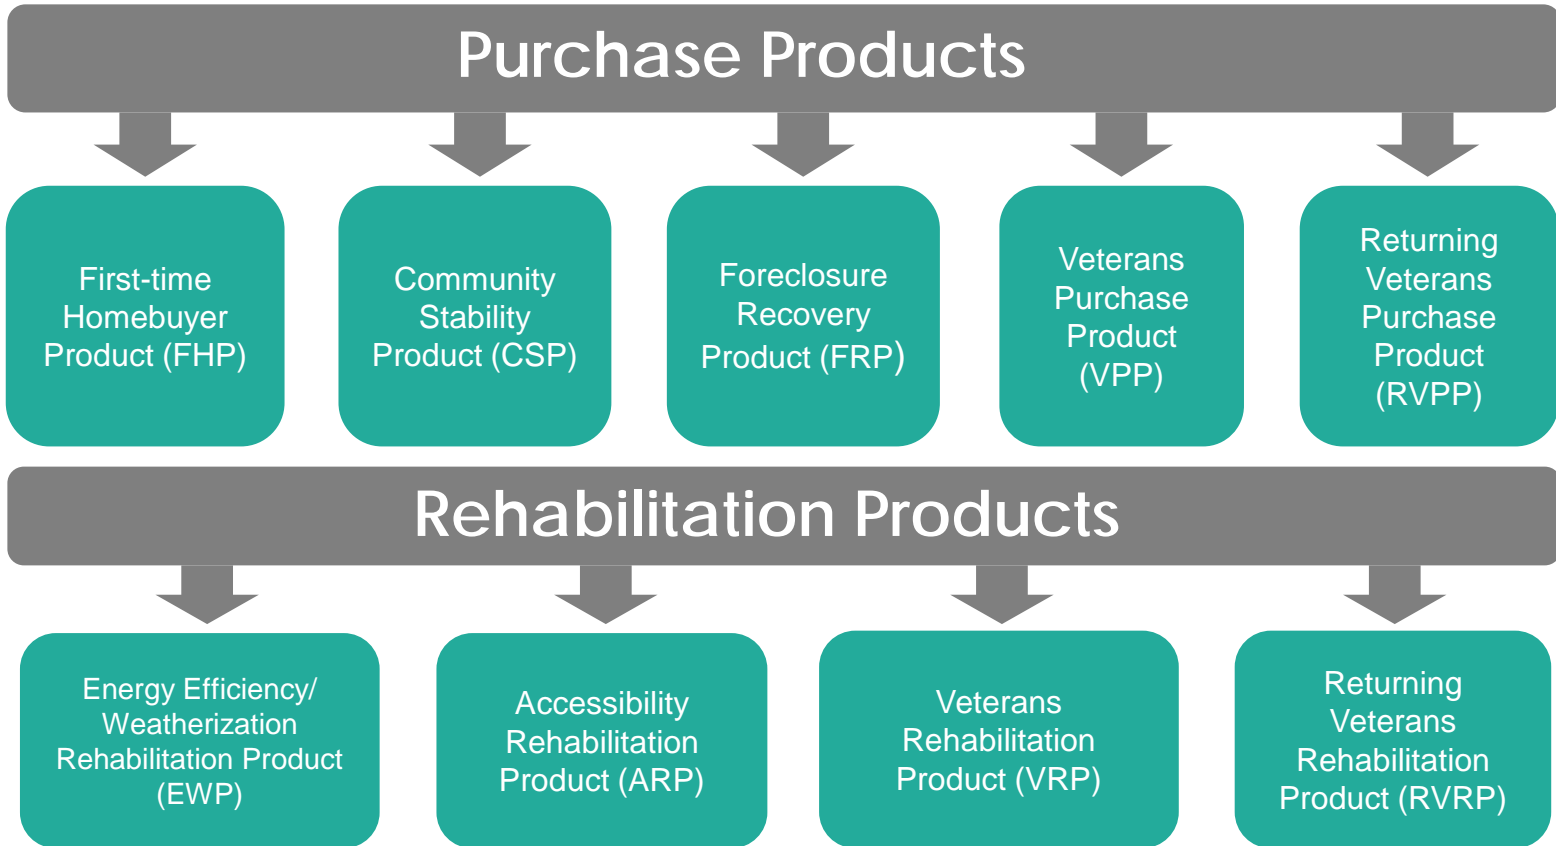 Purchase Products
First-time
Homebuyer
Product (FHP)
Community
Stability
Product (CSP)
Foreclosure
Recovery
Product (FRP)
Veterans
Purchase
Product
(VPP)
Returning
Veterans
Purchase
Product
(RVPP)
Rehabilitation Products
Energy Efficiency/
Weatherization
Rehabilitation Product
(EWP)
Accessibility
Rehabilitation
Product (ARP)
Veterans
Rehabilitation
Product (VRP)
Returning
Veterans
Rehabilitation
Product (RVRP)